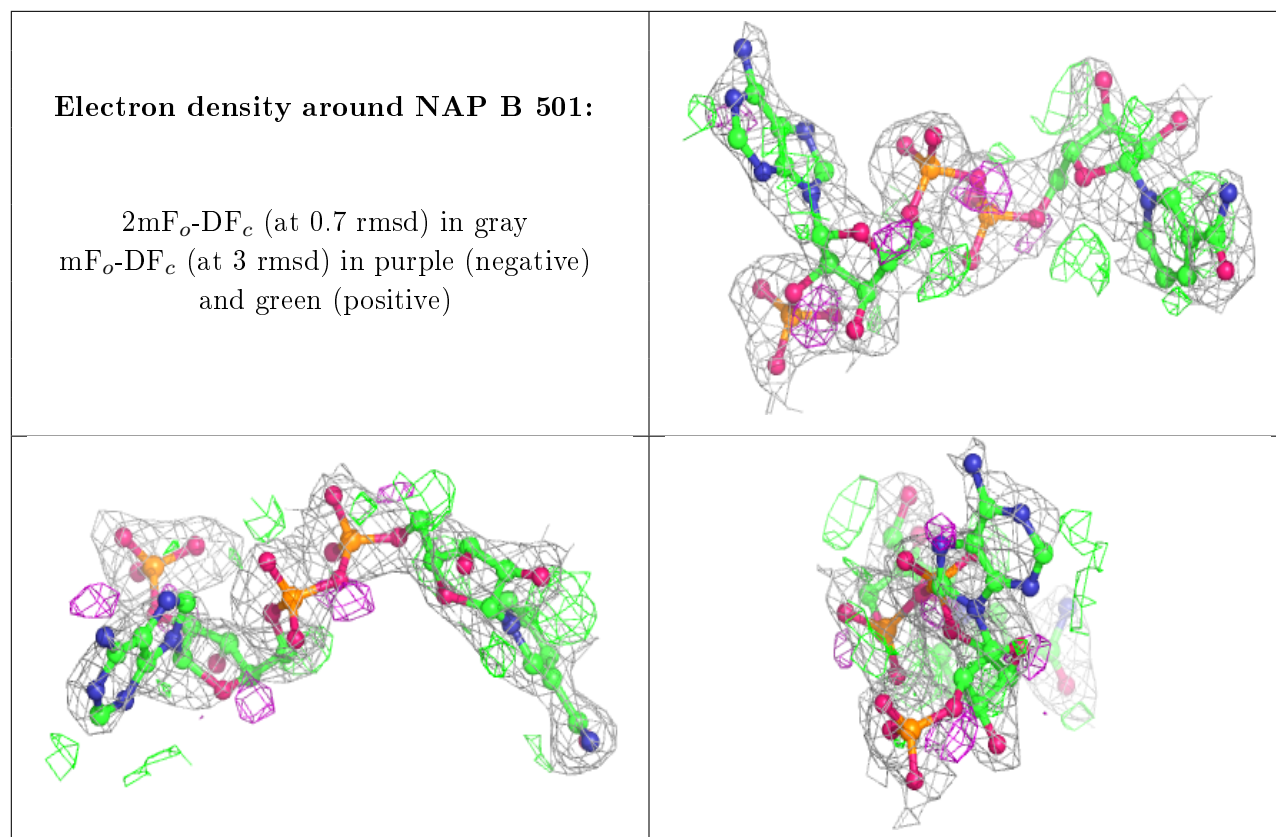 Electron density around NAP B 501:
2mFₒ-DF𝒸 (at 0.7 rmsd) in gray
mFₒ-DF𝒸 (at 3 rmsd) in purple (negative)
and green (positive)